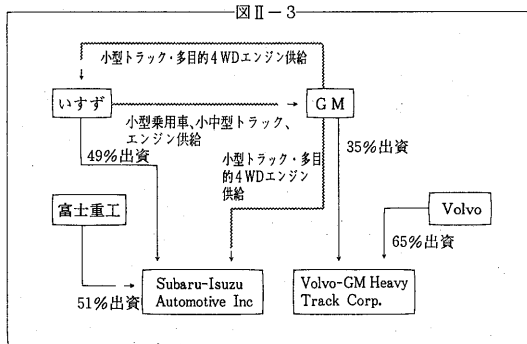 図Ⅱ－3
小型トラック・多目的4WDエンジン供給
いすず
GM
小型乗用車、小中型トラック、
エンジン供給
49%出資
小型トラック・多目
的4WDエンジン
供給
35%出資
富士重工
Volvo
65%出資
51%出資
Subaru-Isuzu
Automotive Inc
Volvo-GM Heavy
Track Corp.